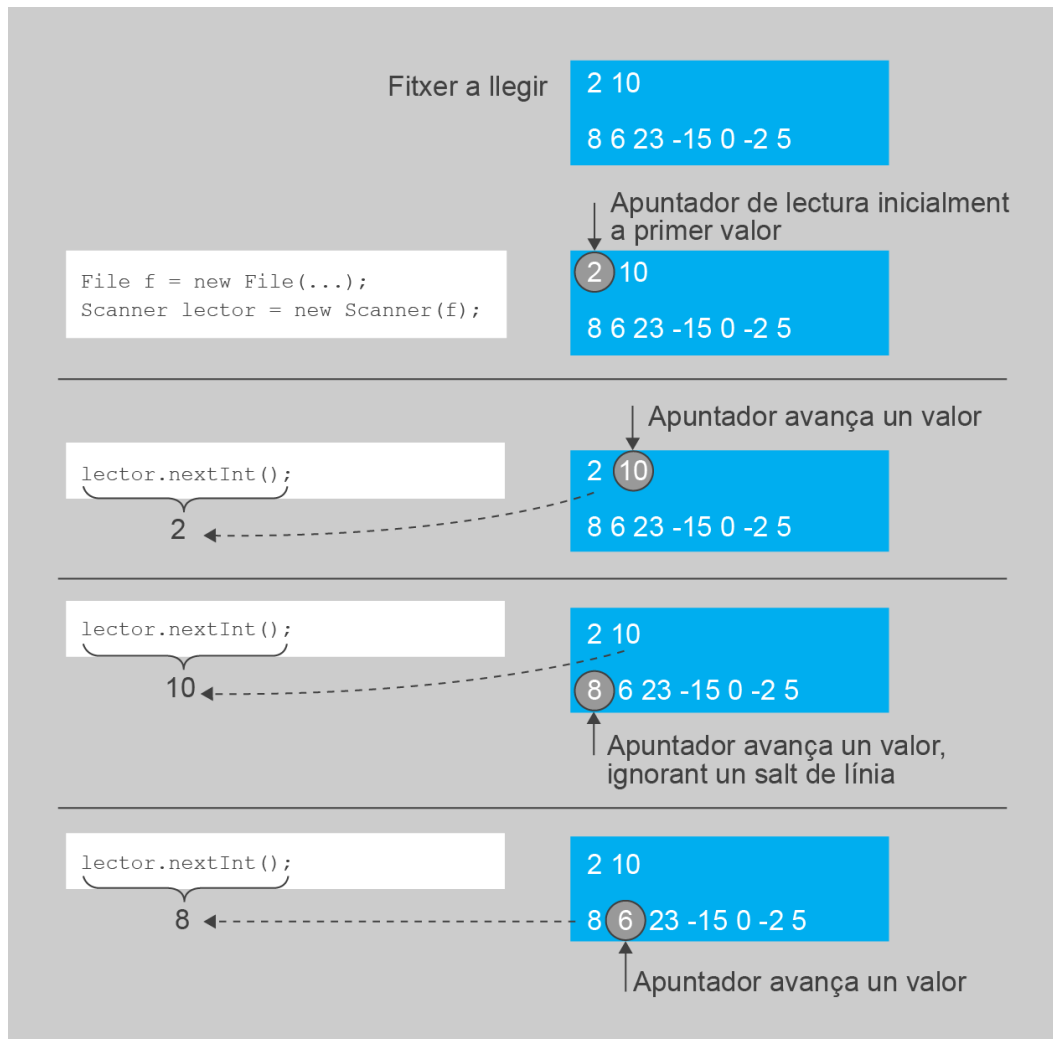 Fitxer a llegir
2 10
8 6 23 -15 0 -2 5
Apuntador de lectura inicialment
a primer valor
File f = new File(...);
Scanner lector = new Scanner(f);
2 10
8 6 23 -15 0 -2 5
Apuntador avança un valor
lector.nextInt();
2
2 10
8 6 23 -15 0 -2 5
lector.nextInt();
10
2 10
8 6 23 -15 0 -2 5
Apuntador avança un valor,
ignorant un salt de línia
lector.nextInt();
8
2 10
8 6 23 -15 0 -2 5
Apuntador avança un valor